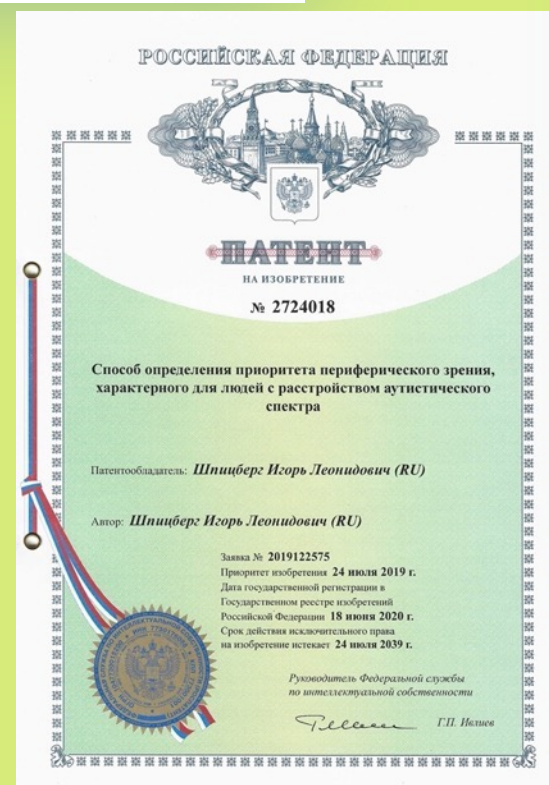 РОССИЙСКАЯ ФЕДЕРАЦИЯ
ПАТЕНТ
НА ИЗОБРЕТЕНИЕ
№ 2724018
Способ определения приоритета периферического зрения,
характерного для людей с расстройством аутистического
спектра
Патентообладатель: Шпицберг Игорь Леонидович (RU)
Автор: Шпицберг Игорь Леонидович (RU)
Заявка № 2019122575
Приоритет изобретения 24 июля 2019 г.
Дата государственной регистрации в
Государственном реестре изобретений
Российской Федерации 18 июня 2020 г.
Срок действия исключительного права
на изобретение истекает 24 июля 2039 г.
Руководитель Федеральной службы
по интеллектуальной собственности
Г.П. Ивлиев